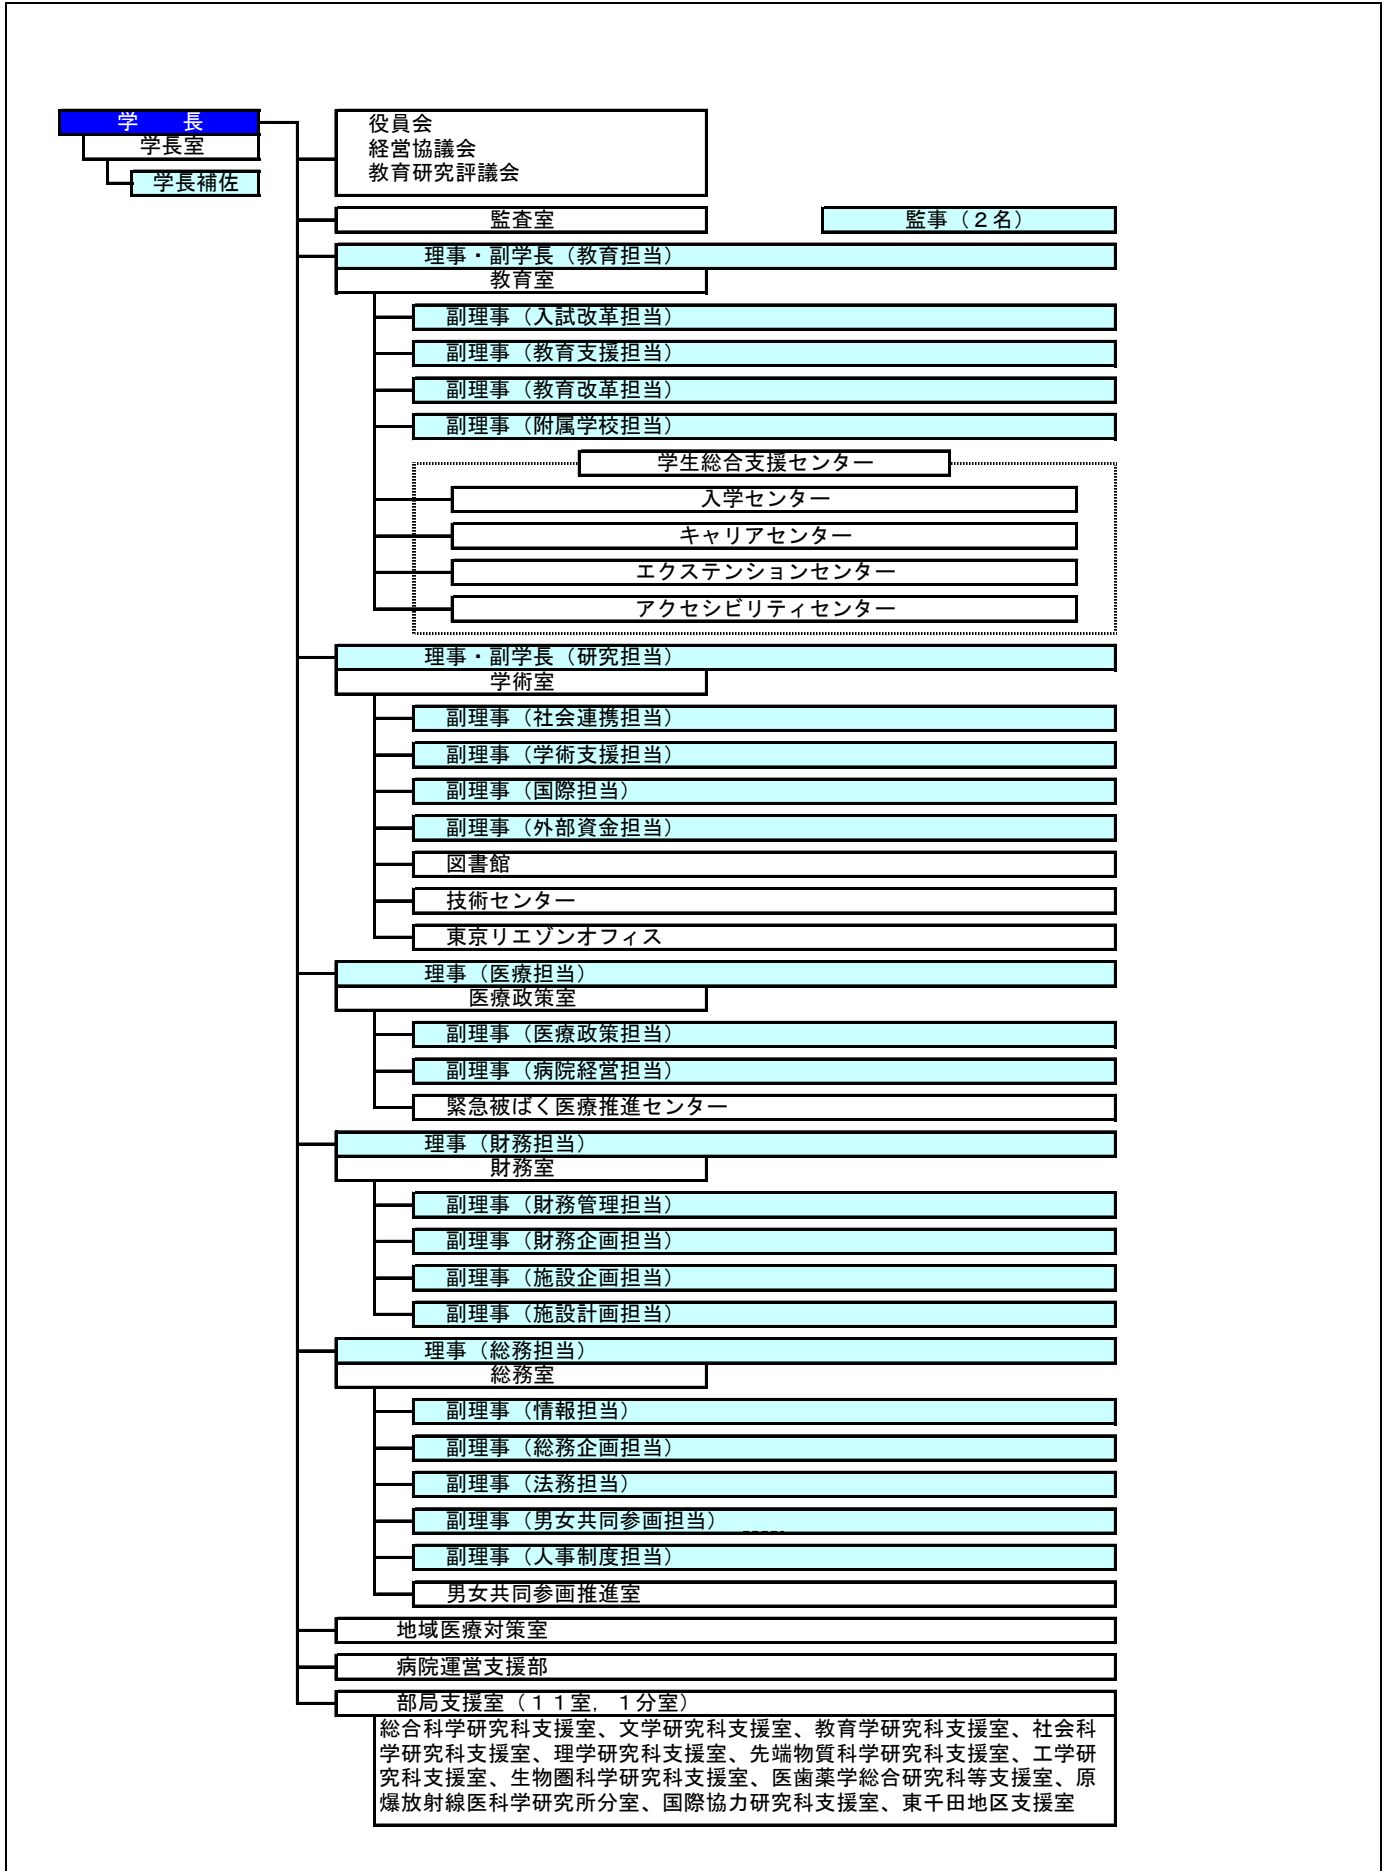 学　　長
学長室
学長補佐
役員会
経営協議会
教育研究評議会
監査室
監事（２名）
理事・副学長（教育担当）
教育室
副理事（入試改革担当）
副理事（教育支援担当）
副理事（教育改革担当）
副理事（附属学校担当）
学生総合支援センター
入学センター
キャリアセンター
エクステンションセンター
アクセシビリティセンター
理事・副学長（研究担当）
学術室
副理事（社会連携担当）
副理事（学術支援担当）
副理事（国際担当）
副理事（外部資金担当）
図書館
技術センター
東京リエゾンオフィス
理事（医療担当）
医療政策室
副理事（医療政策担当）
副理事（病院経営担当）
緊急被ばく医療推進センター
理事（財務担当）
財務室
副理事（財務管理担当）
副理事（財務企画担当）
副理事（施設企画担当）
副理事（施設計画担当）
理事（総務担当）
総務室
副理事（情報担当）
副理事（総務企画担当）
副理事（法務担当）
副理事（男女共同参画担当）
副理事（人事制度担当）
男女共同参画推進室
地域医療対策室
病院運営支援部
部局支援室（１１室，１分室）
総合科学研究科支援室、文学研究科支援室、教育学研究科支援室、社会科
学研究科支援室、理学研究科支援室、先端物質科学研究科支援室、工学研
究科支援室、生物圏科学研究科支援室、医歯薬学総合研究科等支援室、原
爆放射線医科学研究所分室、国際協力研究科支援室、東千田地区支援室